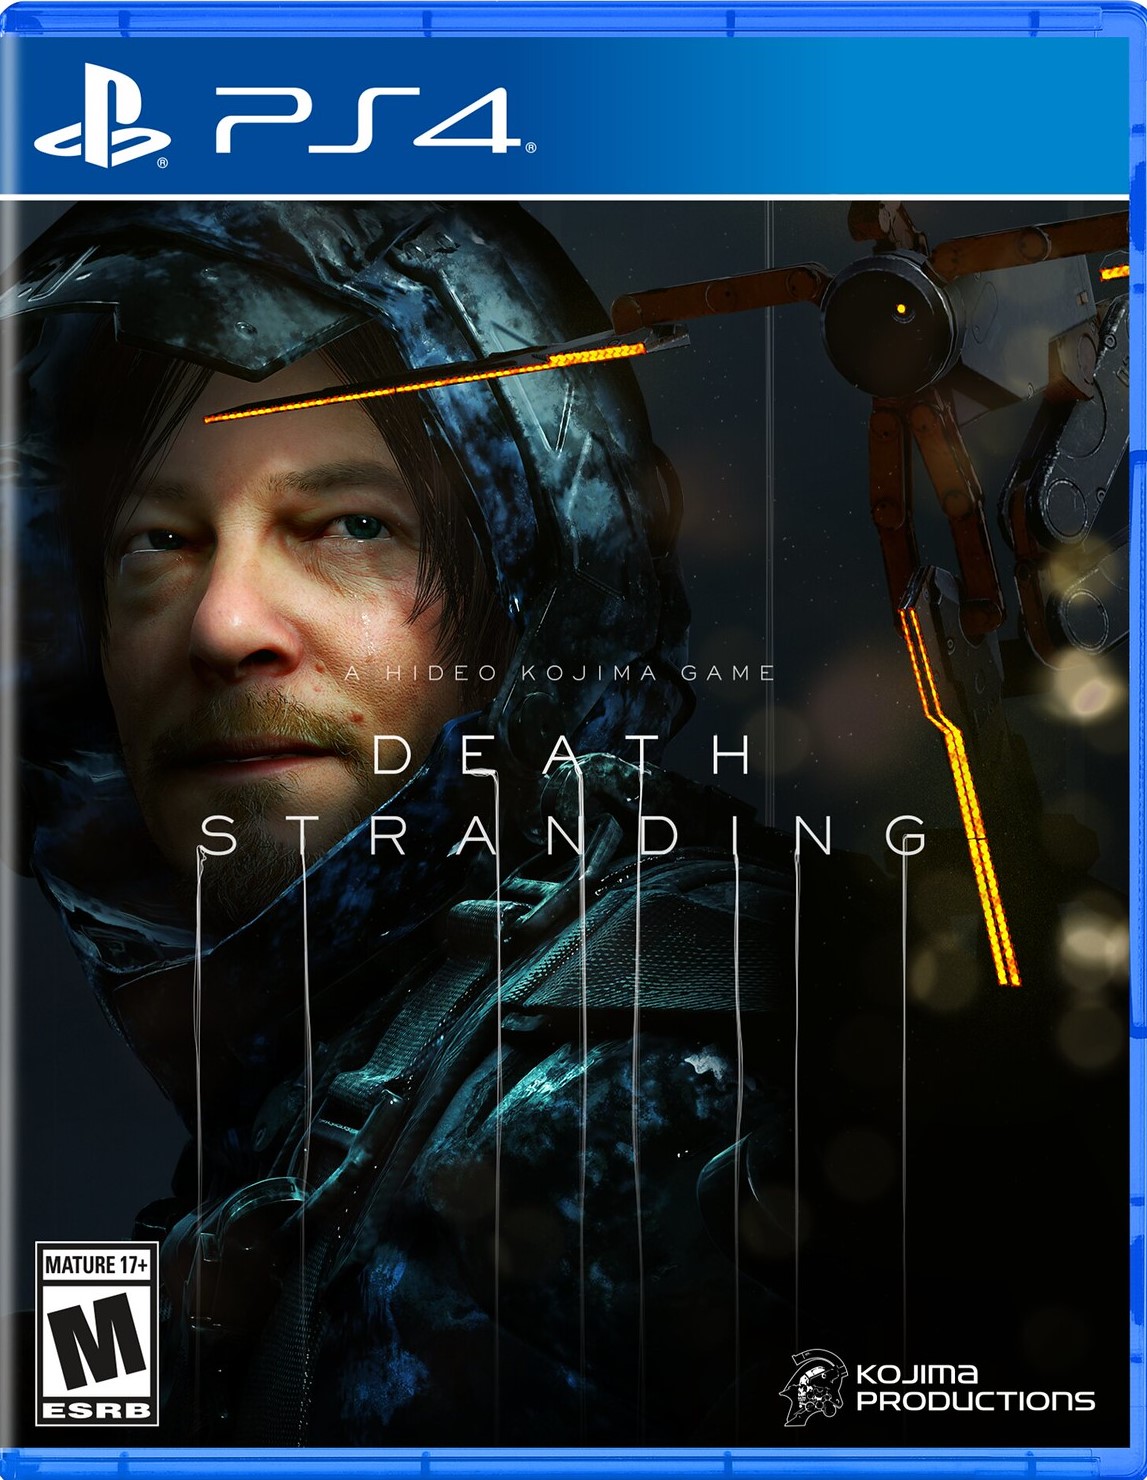 PS4®
A HIDEO KOJIMA GAME
DEATH
STRANDING
MATURE 17+
M
ESRB
®
KOJIMA
PRODUCTIONS